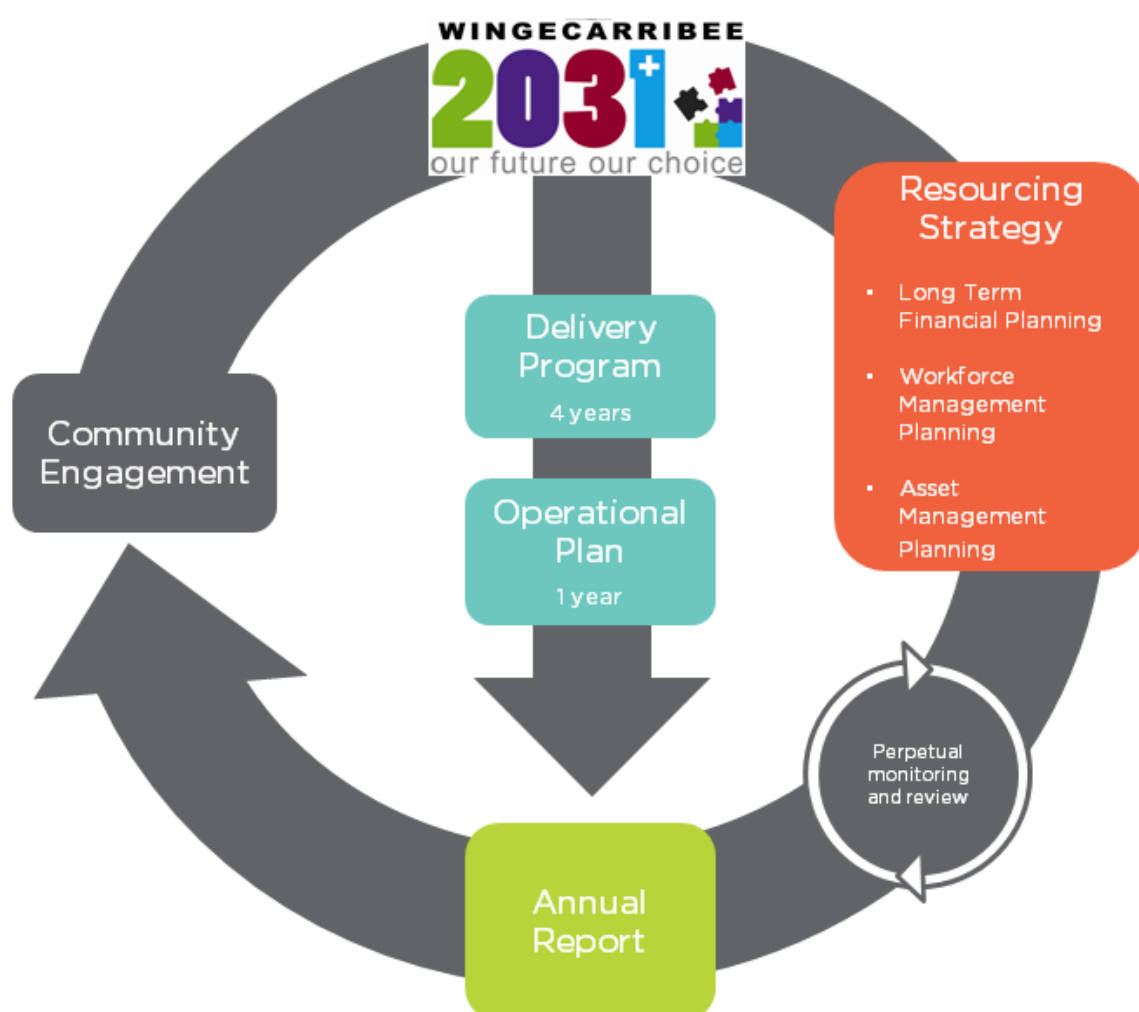 WINGECARRIBEE
2031+
our future our choice
Resourcing
Strategy
▪ Long Term
Financial Planning
▪ Workforce
Management
Planning
▪ Asset
Management
Planning
Delivery
Program
4 years
Community
Engagement
Operational
Plan
1 year
Perpetual
monitoring
and review
Annual
Report